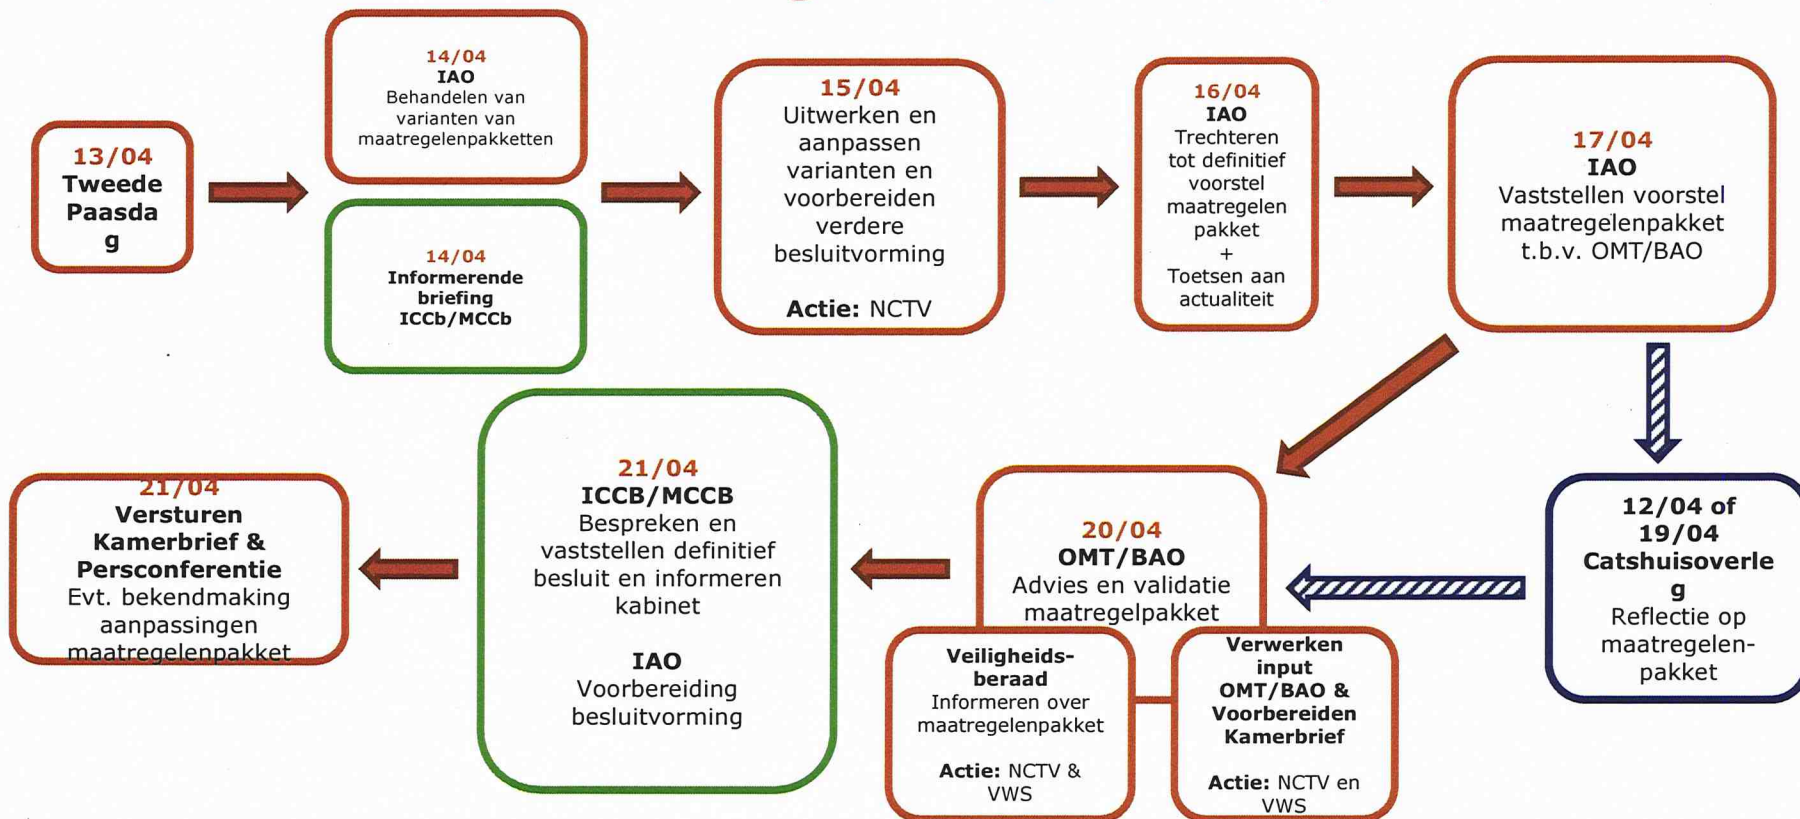 13/04
Tweede
Paasda
g
14/04
IAO
Behandelen van
varianten van
maatregelenpakketten
14/04
Informerende
briefing
ICCb/MCCb
15/04
Uitwerken en
aanpassen
varianten en
voorbereiden
verdere
besluitvorming
Actie: NCTV
16/04
IAO
Trechteren
tot definitief
voorstel
maatregelen
pakket
+
Toetsen aan
actualiteit
17/04
IAO
Vaststellen voorstel
maatregelenpakket
t.b.v. OMT/BAO
12/04 of
19/04
Catshuisoverle
g
Reflectie op
maatregelen-
pakket
20/04
OMT/BAO
Advies en validatie
maatregelpakket
Veiligheids-
beraad
Informeren over
maatregelenpakket
Actie: NCTV &
VWS
Verwerken
input
OMT/BAO &
Voorbereiden
Kamerbrief
Actie: NCTV en
VWS
21/04
ICCB/MCCB
Bespreken en
vaststellen definitief
besluit en informeren
kabinet
IAO
Voorbereiding
besluitvorming
21/04
Versturen
Kamerbrief &
Persconferentie
Evt. bekendmaking
aanpassingen
maatregelenpakket